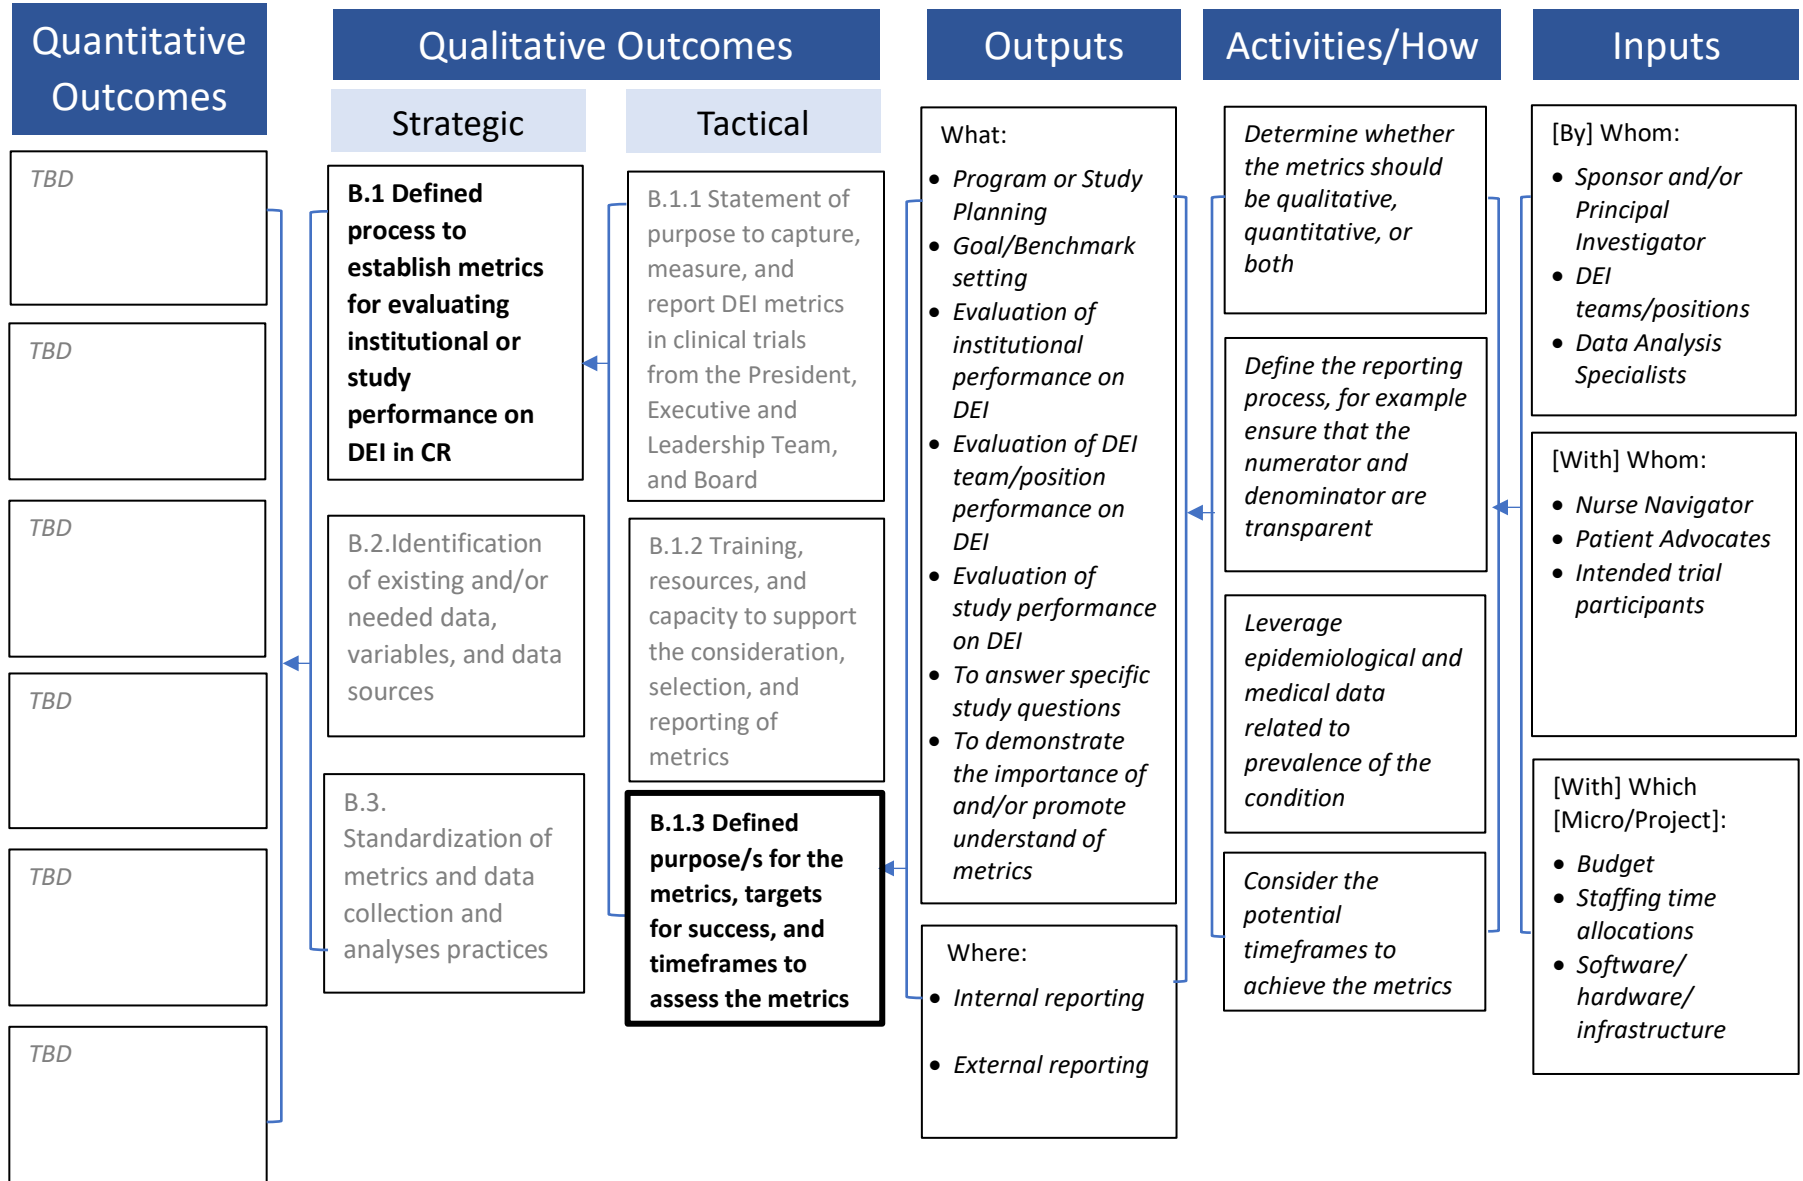 Quantitative
Outcomes
Qualitative Outcomes
Outputs
Activities/How
Inputs
Strategic
Tactical
TBD
TBD
TBD
TBD
TBD
TBD
B.1 Defined
process to
establish metrics
for evaluating
institutional or
study
performance on
DEI in CR
B.2.Identification
of existing and/or
needed data,
variables, and data
sources
B.3.
Standardization of
metrics and data
collection and
analyses practices
B.1.1 Statement of
purpose to capture,
measure, and
report DEI metrics
in clinical trials
from the President,
Executive and
Leadership Team,
and Board
B.1.2 Training,
resources, and
capacity to support
the consideration,
selection, and
reporting of
metrics
B.1.3 Defined
purpose/s for the
metrics, targets
for success, and
timeframes to
assess the metrics
What:
• Program or Study
Planning
• Goal/Benchmark
setting
• Evaluation of
institutional
performance on
DEI
• Evaluation of DEI
team/position
performance on
DEI
• Evaluation of
study performance
on DEI
• To answer specific
study questions
• To demonstrate
the importance of
and/or promote
understand of
metrics
Where:
• Internal reporting
• External reporting
Determine whether
the metrics should
be qualitative,
quantitative, or
both
Define the reporting
process, for example
ensure that the
numerator and
denominator are
transparent
Leverage
epidemiological and
medical data
related to
prevalence of the
condition
Consider the
potential
timeframes to
achieve the metrics
[By] Whom:
• Sponsor and/or
Principal
Investigator
• DEI
teams/positions
• Data Analysis
Specialists
[With] Whom:
• Nurse Navigator
• Patient Advocates
• Intended trial
participants
[With] Which
[Micro/Project]:
• Budget
• Staffing time
allocations
• Software/
hardware/
infrastructure